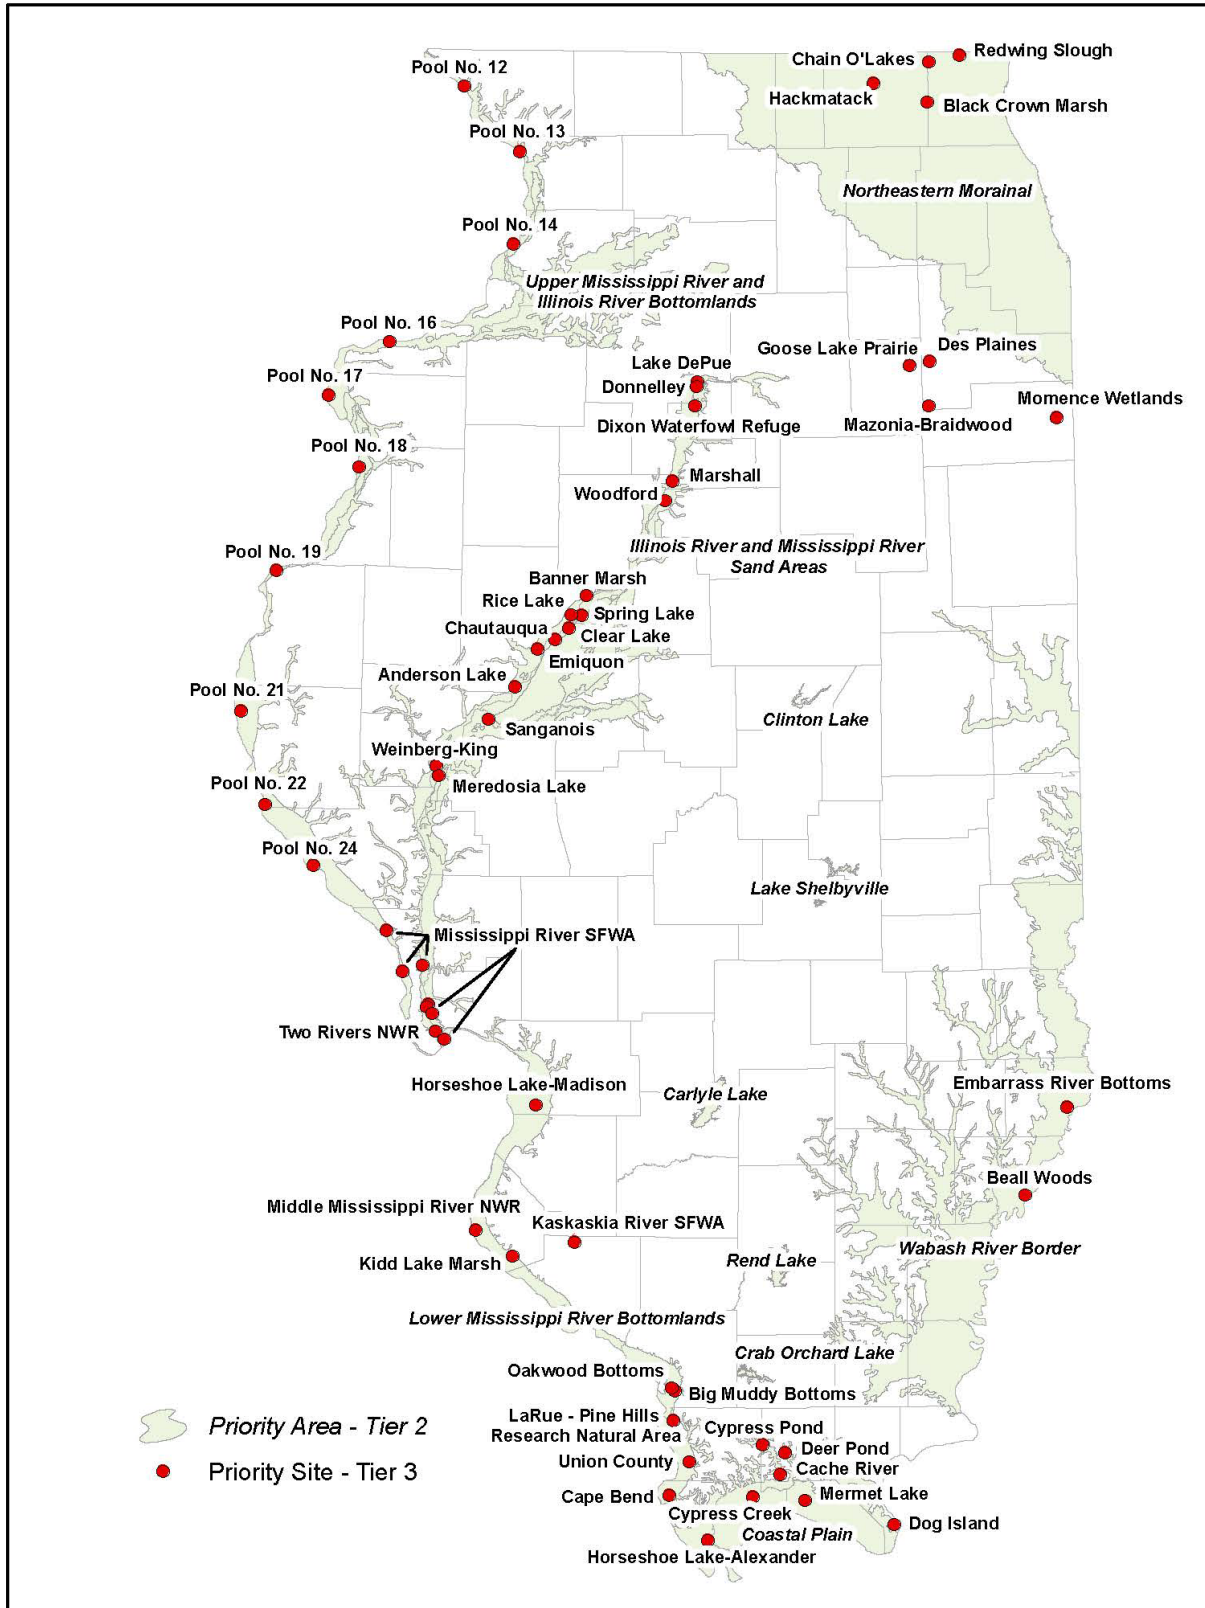 Redwing Slough
Chain O'Lakes
Pool No. 12
Hackmatack
Black Crown Marsh
Pool No. 13
Northeastern Morainal
Pool No. 14
Upper Mississippi River and
Illinois River Bottomlands
Pool No. 16
Goose Lake Prairie
Des Plaines
Lake DePue
Pool No. 17
Donnelley
Momence Wetlands
Dixon Waterfowl Refuge
Mazonia-Braidwood
Pool No. 18
Marshall
Woodford
Illinois River and Mississippi River
Sand Areas
Pool No. 19
Banner Marsh
Rice Lake
Spring Lake
Chautauqua
Clear Lake
Emiquon
Anderson Lake
Pool No. 21
Clinton Lake
Sanganois
Weinberg-King
Pool No. 22
Meredosia Lake
Pool No. 24
Lake Shelbyville
Mississippi River SFWA
Two Rivers NWR
Horseshoe Lake-Madison
Embarrass River Bottoms
Carlyle Lake
Beall Woods
Middle Mississippi River NWR
Kaskaskia River SFWA
Wabash River Border
Kidd Lake Marsh
Rend Lake
Lower Mississippi River Bottomlands
Crab Orchard Lake
Oakwood Bottoms
Big Muddy Bottoms
LaRue - Pine Hills
Research Natural Area
Cypress Pond
Deer Pond
Union County
Cache River
Cape Bend
Mermet Lake
Cypress Creek
Dog Island
Coastal Plain
Horseshoe Lake-Alexander
Priority Area - Tier 2
Priority Site - Tier 3